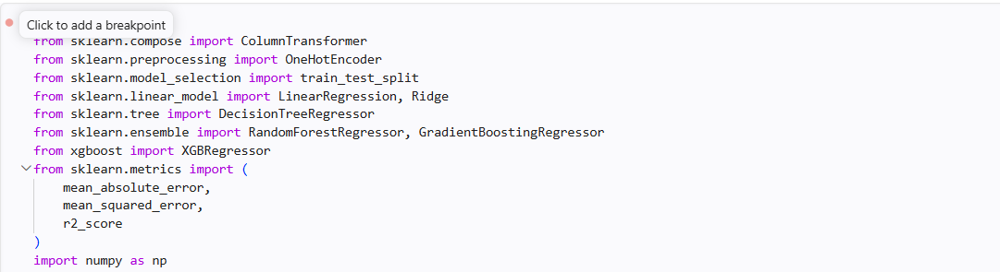 Click to add a breakpoint
from sklearn.compose import ColumnTransformer
from sklearn.preprocessing import OneHotEncoder
from sklearn.model_selection import train_test_split
from sklearn.linear_model import LinearRegression, Ridge
from sklearn.tree import DecisionTreeRegressor
from sklearn.ensemble import RandomForestRegressor, GradientBoostingRegressor
from xgboost import XGBRegressor
from sklearn.metrics import (
    mean_absolute_error,
    mean_squared_error,
    r2_score
)
import numpy as np